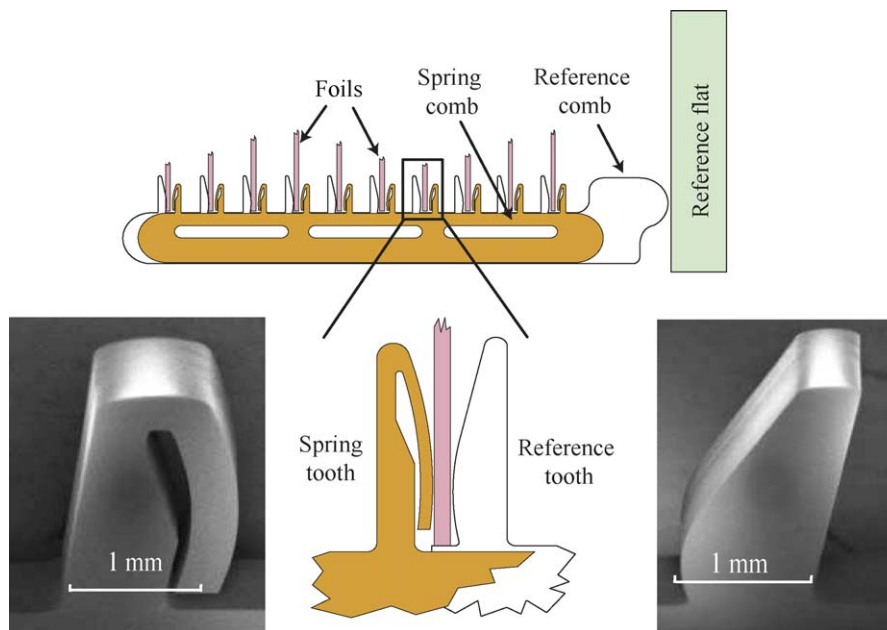 Foils
Spring
comb
Reference
comb
Reference flat
Spring
tooth
Reference
tooth
1 mm
1 mm